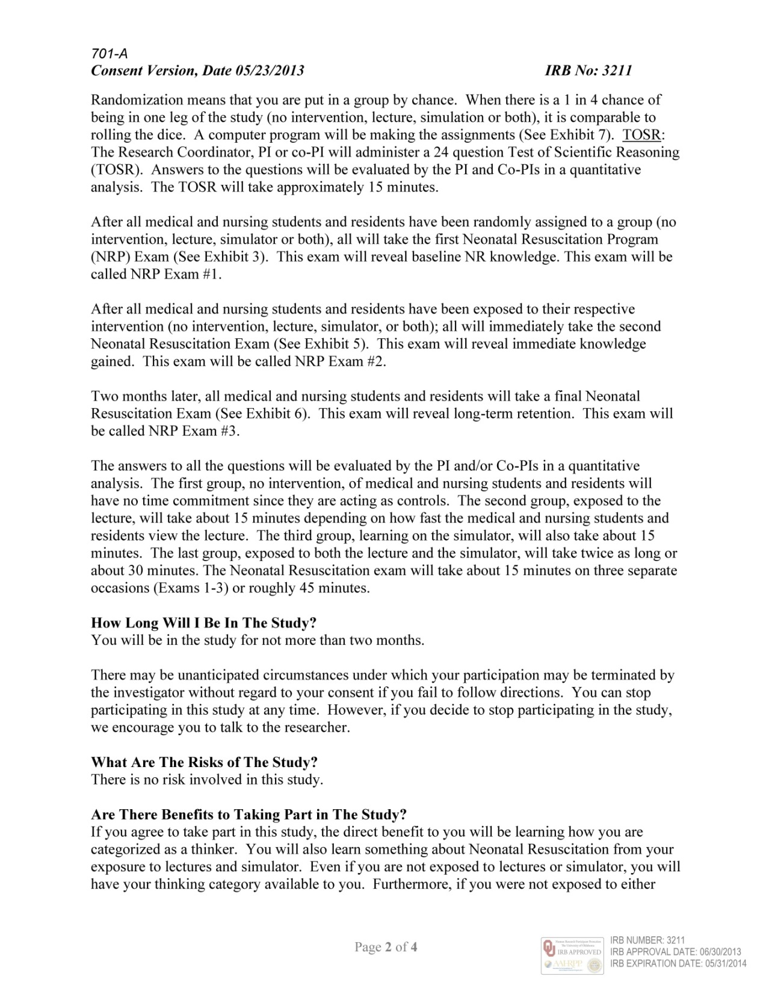 701-A
Consent Version, Date 05/23/2013 IRB No: 3211
Randomization means that you are put in a group by chance.  When there is a 1 in 4 chance of
being in one leg of the study (no intervention, lecture, simulation or both), it is comparable to
rolling the dice.  A computer program will be making the assignments (See Exhibit 7).  TOSR:
The Research Coordinator, PI or co-PI will administer a 24 question Test of Scientific Reasoning
(TOSR).  Answers to the questions will be evaluated by the PI and Co-PIs in a quantitative
analysis.  The TOSR will take approximately 15 minutes.
After all medical and nursing students and residents have been randomly assigned to a group (no
intervention, lecture, simulator or both), all will take the first Neonatal Resuscitation Program
(NRP) Exam (See Exhibit 3).  This exam will reveal baseline NR knowledge. This exam will be
called NRP Exam #1.
After all medical and nursing students and residents have been exposed to their respective
intervention (no intervention, lecture, simulator, or both); all will immediately take the second
Neonatal Resuscitation Exam (See Exhibit 5).  This exam will reveal immediate knowledge
gained.  This exam will be called NRP Exam #2.
Two months later, all medical and nursing students and residents will take a final Neonatal
Resuscitation Exam (See Exhibit 6).  This exam will reveal long-term retention.  This exam will
be called NRP Exam #3.
The answers to all the questions will be evaluated by the PI and/or Co-PIs in a quantitative
analysis.  The first group, no intervention, of medical and nursing students and residents will
have no time commitment since they are acting as controls.  The second group, exposed to the
lecture, will take about 15 minutes depending on how fast the medical and nursing students and
residents view the lecture.  The third group, learning on the simulator, will also take about 15
minutes.  The last group, exposed to both the lecture and the simulator, will take twice as long or
about 30 minutes. The Neonatal Resuscitation exam will take about 15 minutes on three separate
occasions (Exams 1-3) or roughly 45 minutes.
How Long Will I Be In The Study?
You will be in the study for not more than two months.
There may be unanticipated circumstances under which your participation may be terminated by
the investigator without regard to your consent if you fail to follow directions.  You can stop
participating in this study at any time.  However, if you decide to stop participating in the study,
we encourage you to talk to the researcher.
What Are The Risks of The Study?
There is no risk involved in this study.
Are There Benefits to Taking Part in The Study?
If you agree to take part in this study, the direct benefit to you will be learning how you are
categorized as a thinker.  You will also learn something about Neonatal Resuscitation from your
exposure to lectures and simulator.  Even if you are not exposed to lectures or simulator, you will
have your thinking category available to you.  Furthermore, if you were not exposed to either
Page 2 of 4
Human Research Participant Protection
The University of Oklahoma
IRB APPROVED
AAHRPP
IRB NUMBER: 3211
IRB APPROVAL DATE: 06/30/2013
IRB EXPIRATION DATE: 05/31/2014